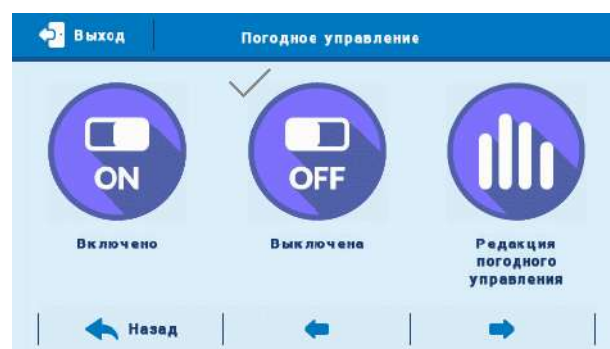 Выход
Погодное управление
ON
OFF
Включено
Выключена
Редакция
погодного
управления
Назад